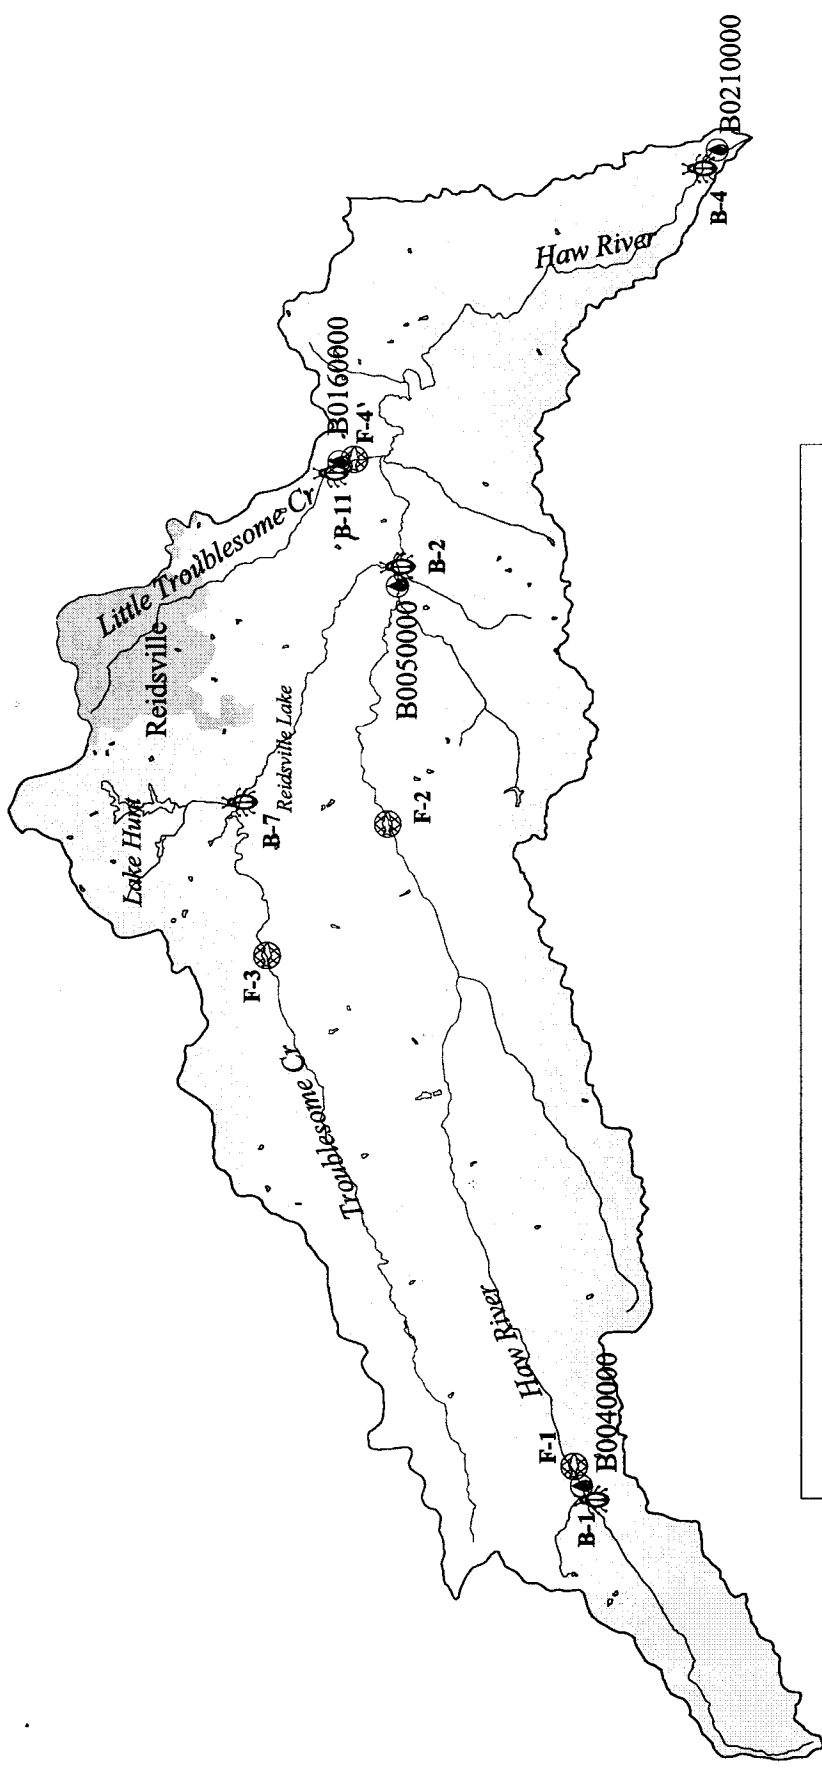 B0210000
B-4
Haw River
B0160000
F-4
B-11
Little Troublesome Cr
B-2
B0050000
Reidsville
Reidsville Lake
B-7
F-2
Lake Hunt
F-3
Troublesome Cr
Haw River
F-1
B0040000
B-1